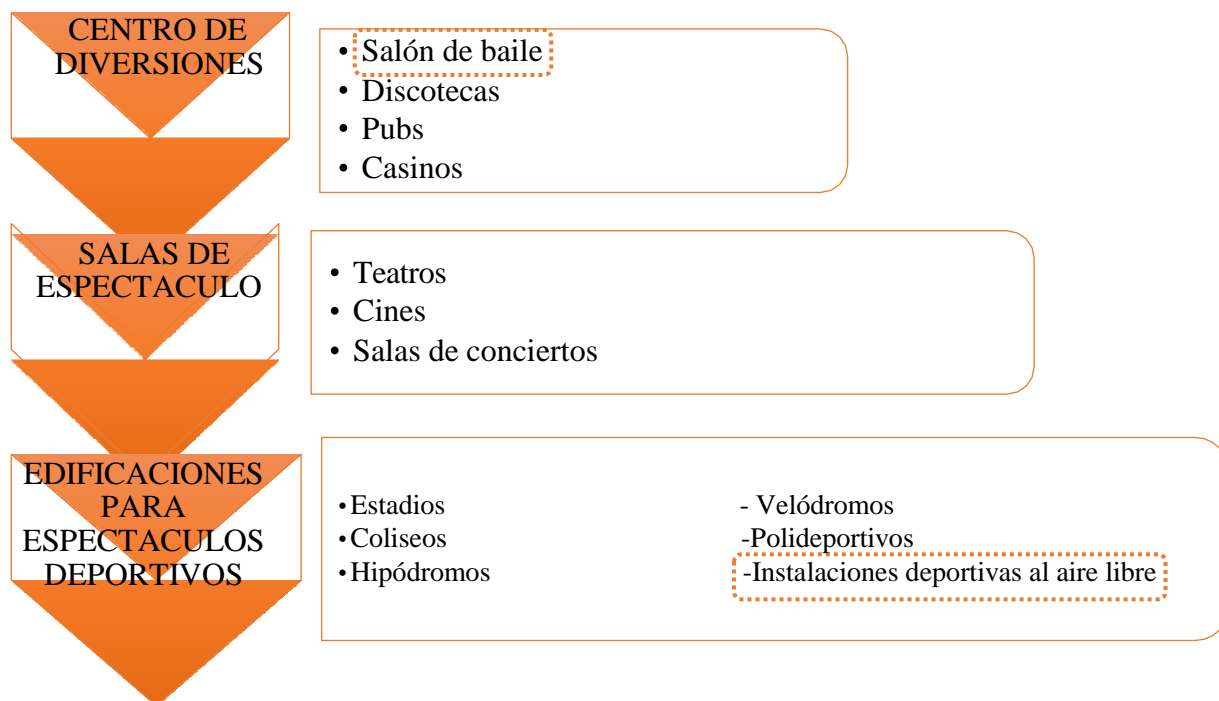 CENTRO DE
DIVERSIONES
• Salón de baile
• Discotecas
• Pubs
• Casinos
SALAS DE
ESPECTACULO
• Teatros
• Cines
• Salas de conciertos
EDIFICACIONES
PARA
ESPECTACULOS
DEPORTIVOS
•Estadios
•Coliseos
•Hipódromos
- Velódromos
-Polideportivos
-Instalaciones deportivas al aire libre